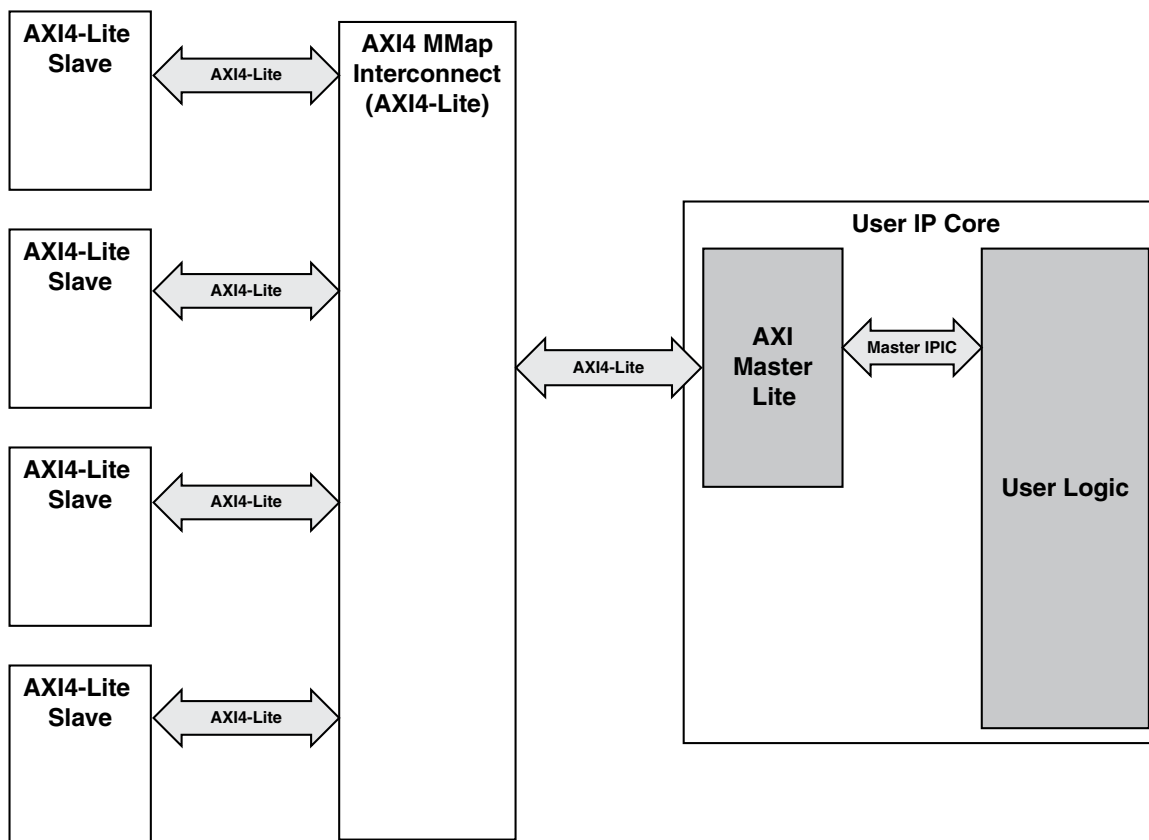 AXI4-Lite
Slave
AXI4-Lite
AXI4 MMap
Interconnect
(AXI4-Lite)
AXI4-Lite
Slave
AXI4-Lite
AXI4-Lite
Slave
AXI4-Lite
AXI4-Lite
Slave
AXI4-Lite
AXI4-Lite
User IP Core
AXI
Master
Lite
Master IPIC
User Logic